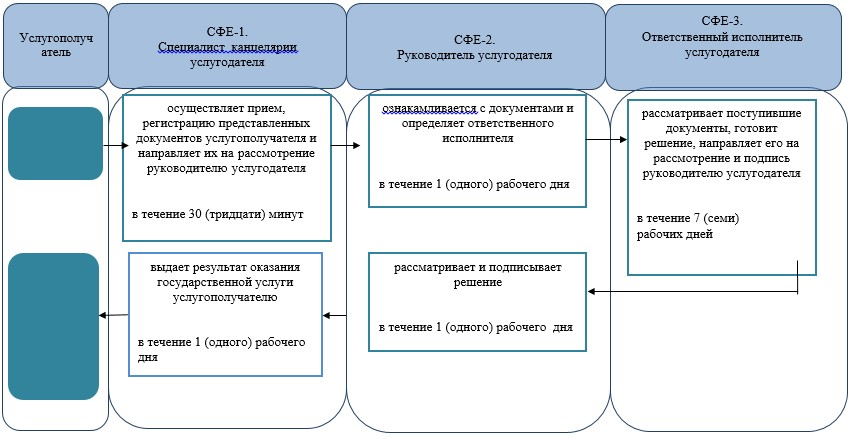 Услугополуч
атель
СФЕ-1.
Специалист канцелярии
услугодателя
СФЕ-2.
Руководитель услугодателя
СФЕ-3.
Ответственный исполнитель
услугодателя
осуществляет прием,
регистрацию представленных
документов услугополучателя и
направляет их на рассмотрение
руководителю услугодателя
в течение 30 (тридцати) минут
ознакамливается с документами и
определяет ответственного
исполнителя
в течение 1 (одного) рабочего дня
рассматривает поступившие
документы, готовит
решение, направляет его на
рассмотрение и подпись
руководителю услугодателя
в течение 7 (семи)
рабочих дней
выдает результат оказания
государственной услуги
услугополучателю
в течение 1 (одного) рабочего
дня
рассматривает и подписывает
решение
в течение 1 (одного) рабочего дня